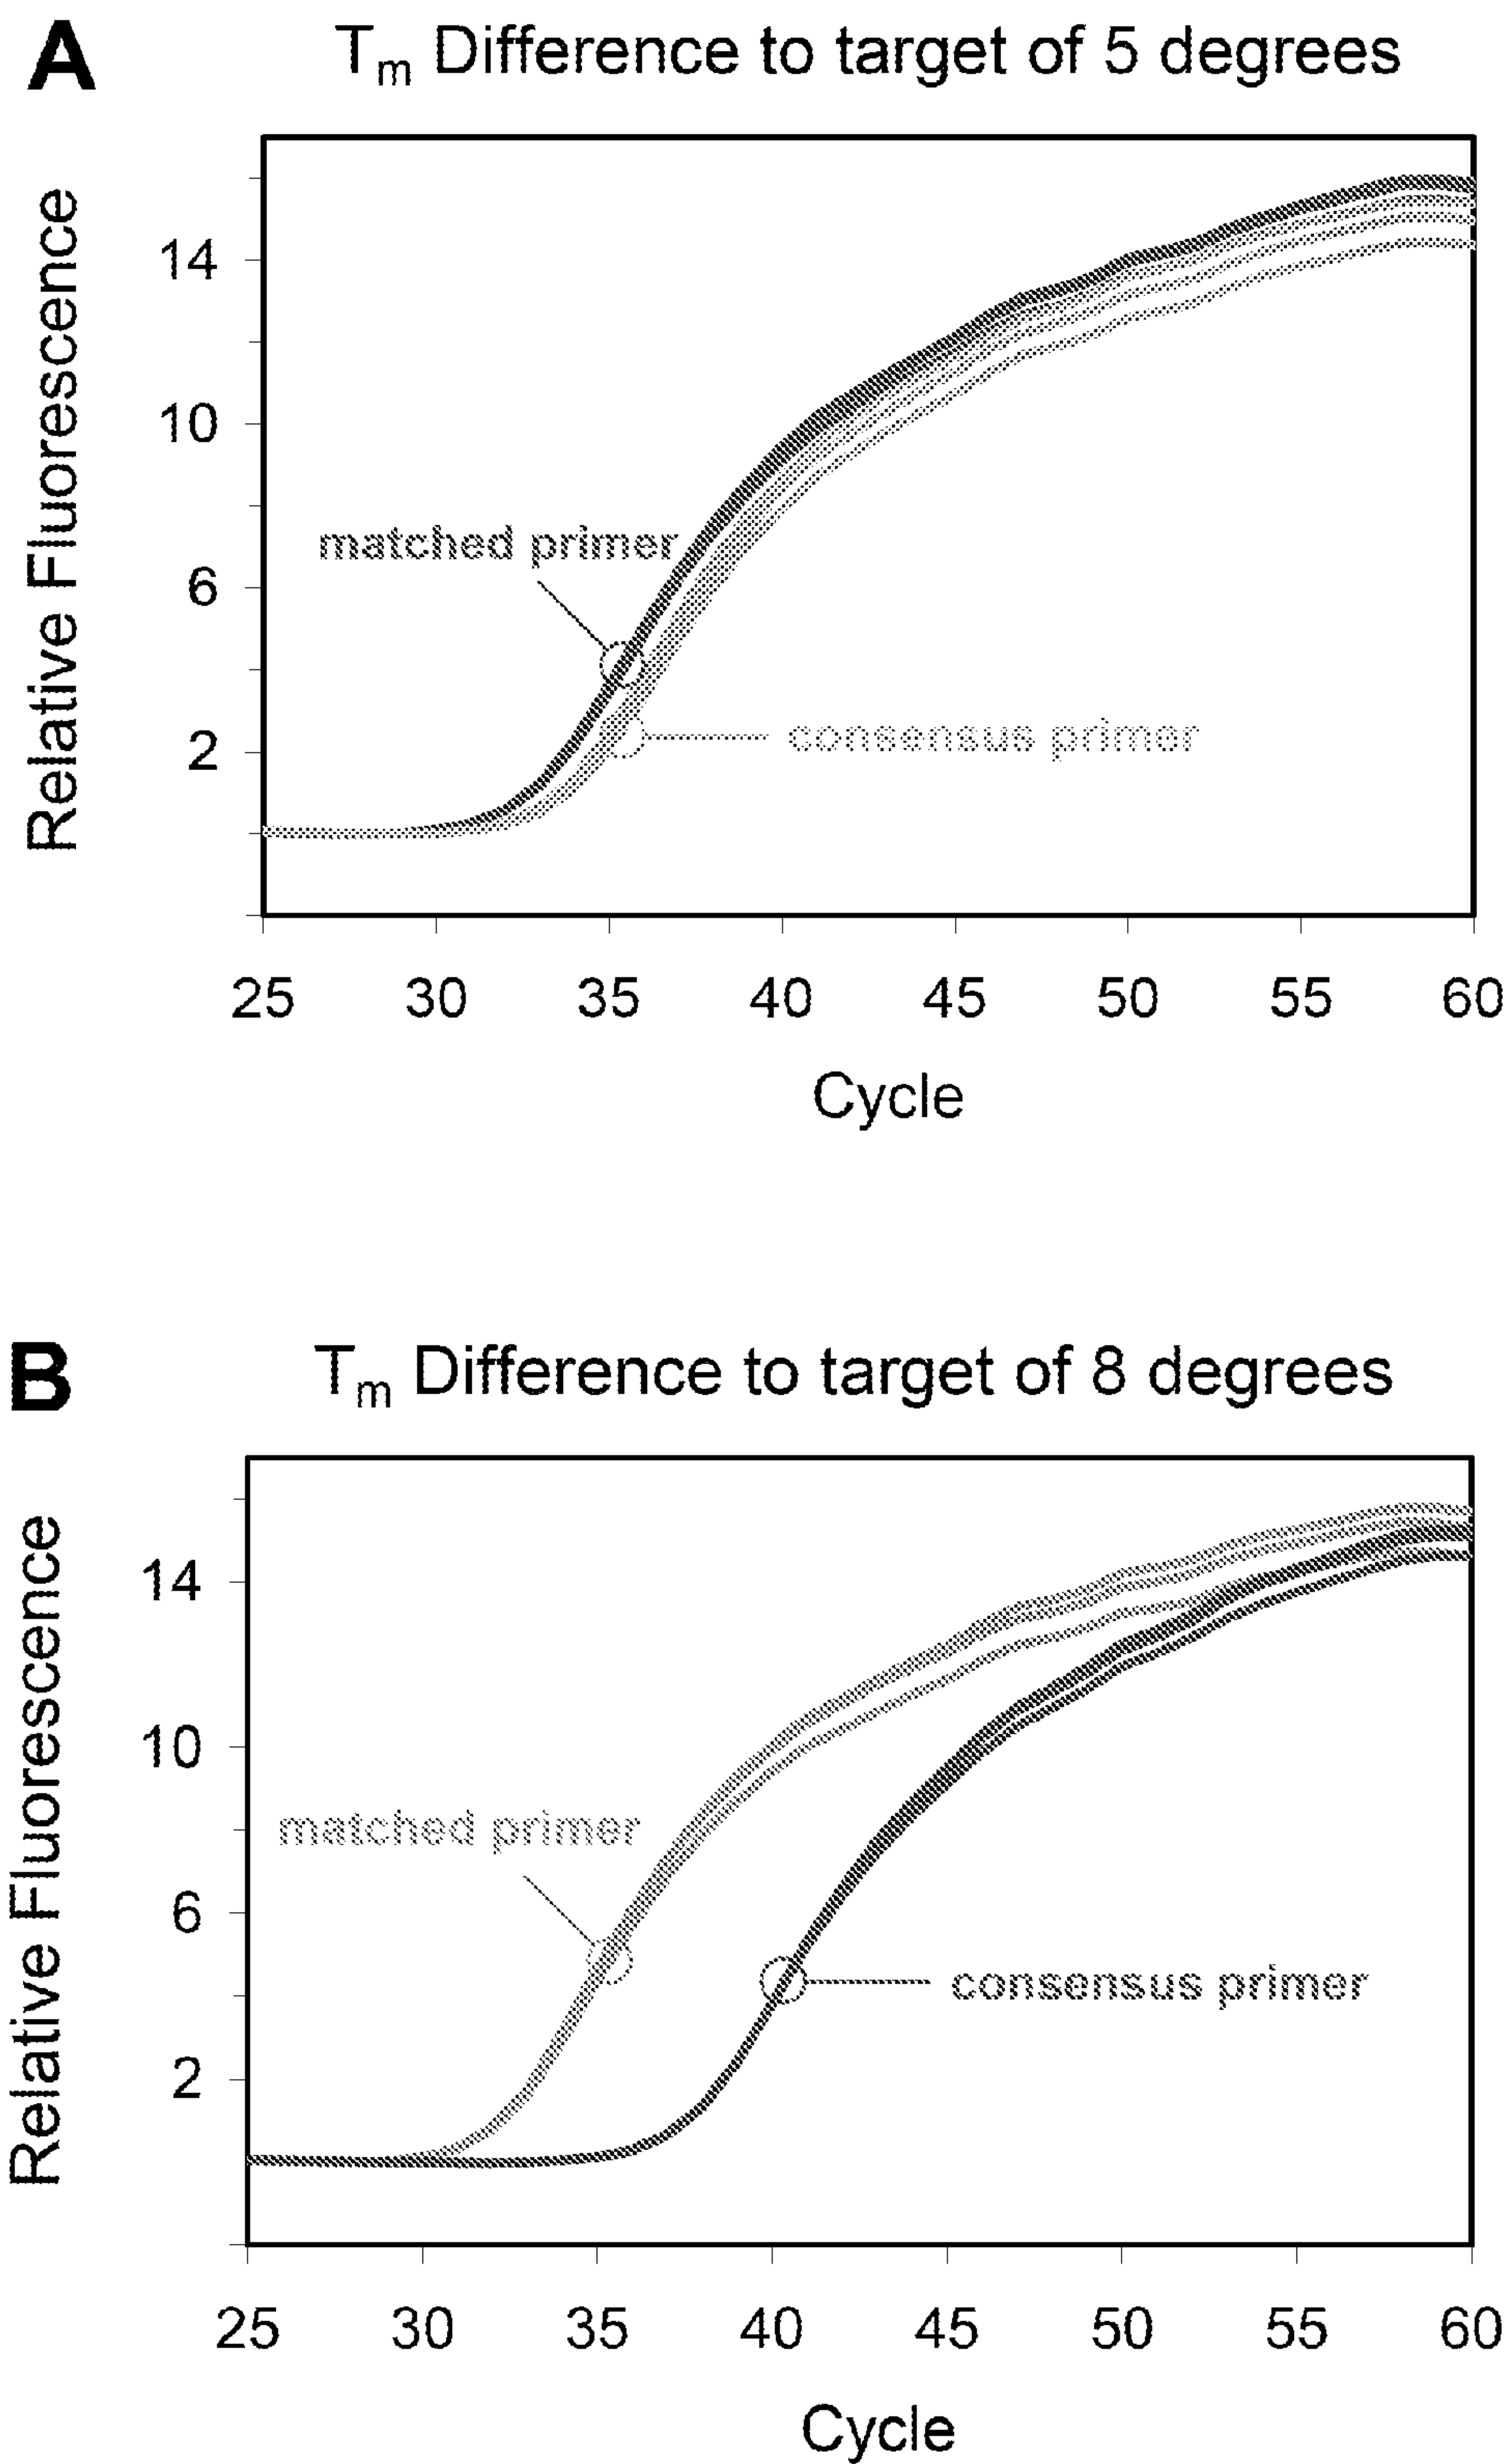 A
Tm Difference to target of 5 degrees
Relative Fluorescence
14
10
6
2
matched primer
consensus primer
25 30 35 40 45 50 55 60
Cycle
B
Tm Difference to target of 8 degrees
Relative Fluorescence
14
10
6
2
matched primer
consensus primer
25 30 35 40 45 50 55 60
Cycle